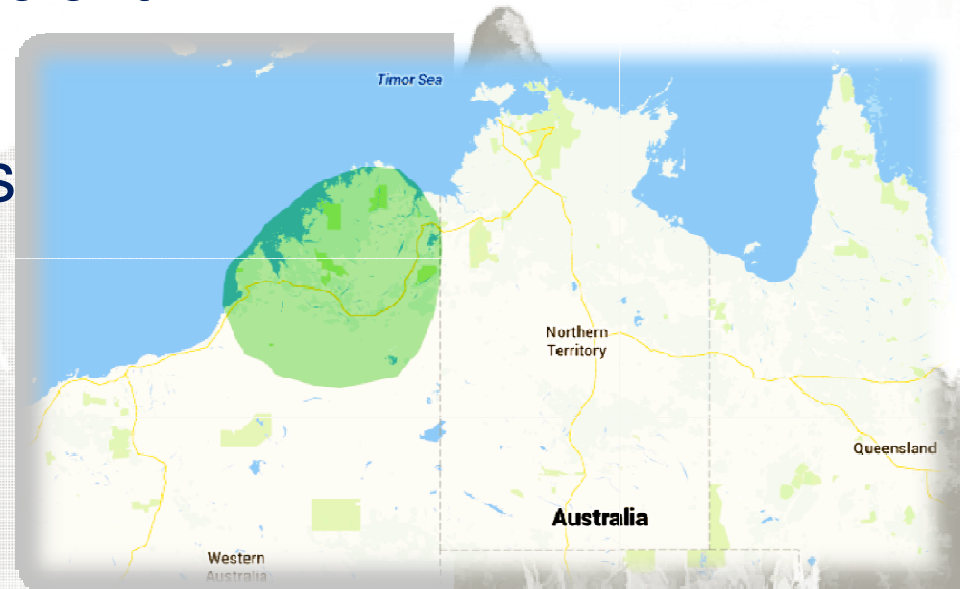 Timor Sea
s
Northern
Territory
Queensland
Australia
Western
Australia